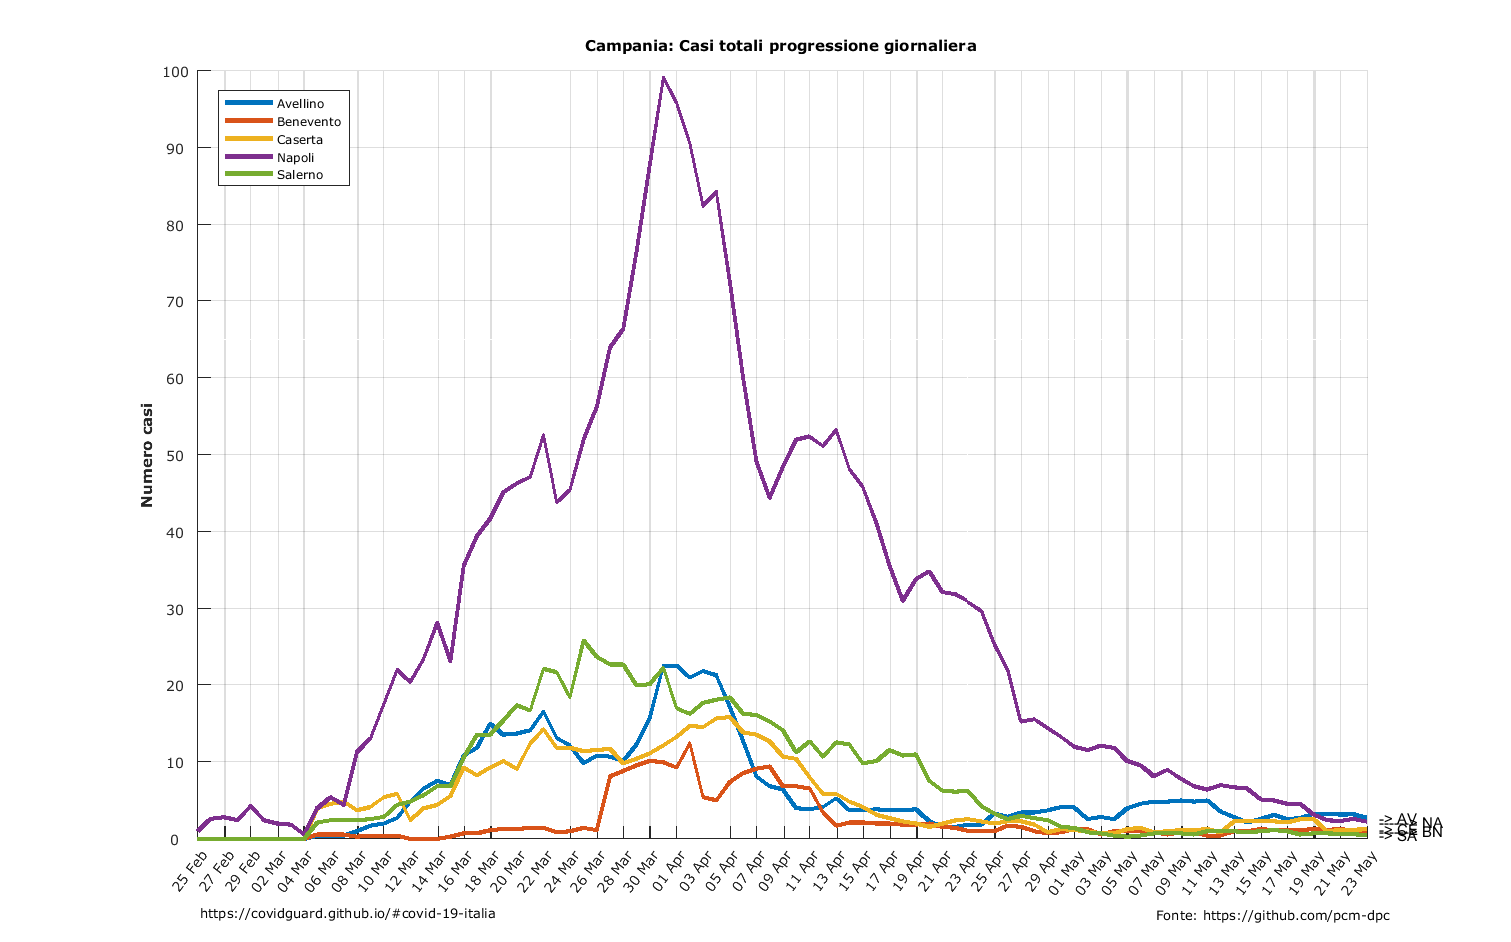 Campania: Casi totali progressione giornaliera
100
90
80
70
60
50
40
30
20
10
0
Numero casi
Avellino
Benevento
Caserta
Napoli
Salerno
25 Feb
27 Feb
29 Feb
02 Mar
04 Mar
06 Mar
08 Mar
10 Mar
12 Mar
14 Mar
16 Mar
18 Mar
20 Mar
22 Mar
24 Mar
26 Mar
28 Mar
30 Mar
01 Apr
03 Apr
05 Apr
07 Apr
09 Apr
11 Apr
13 Apr
15 Apr
17 Apr
19 Apr
21 Apr
23 Apr
25 Apr
27 Apr
29 Apr
01 May
03 May
05 May
07 May
09 May
11 May
13 May
15 May
17 May
19 May
21 May
23 May
-> AV
NA
BN
SA
https://covidguard.github.io/#covid-19-italia
Fonte: https://github.com/pcm-dpc